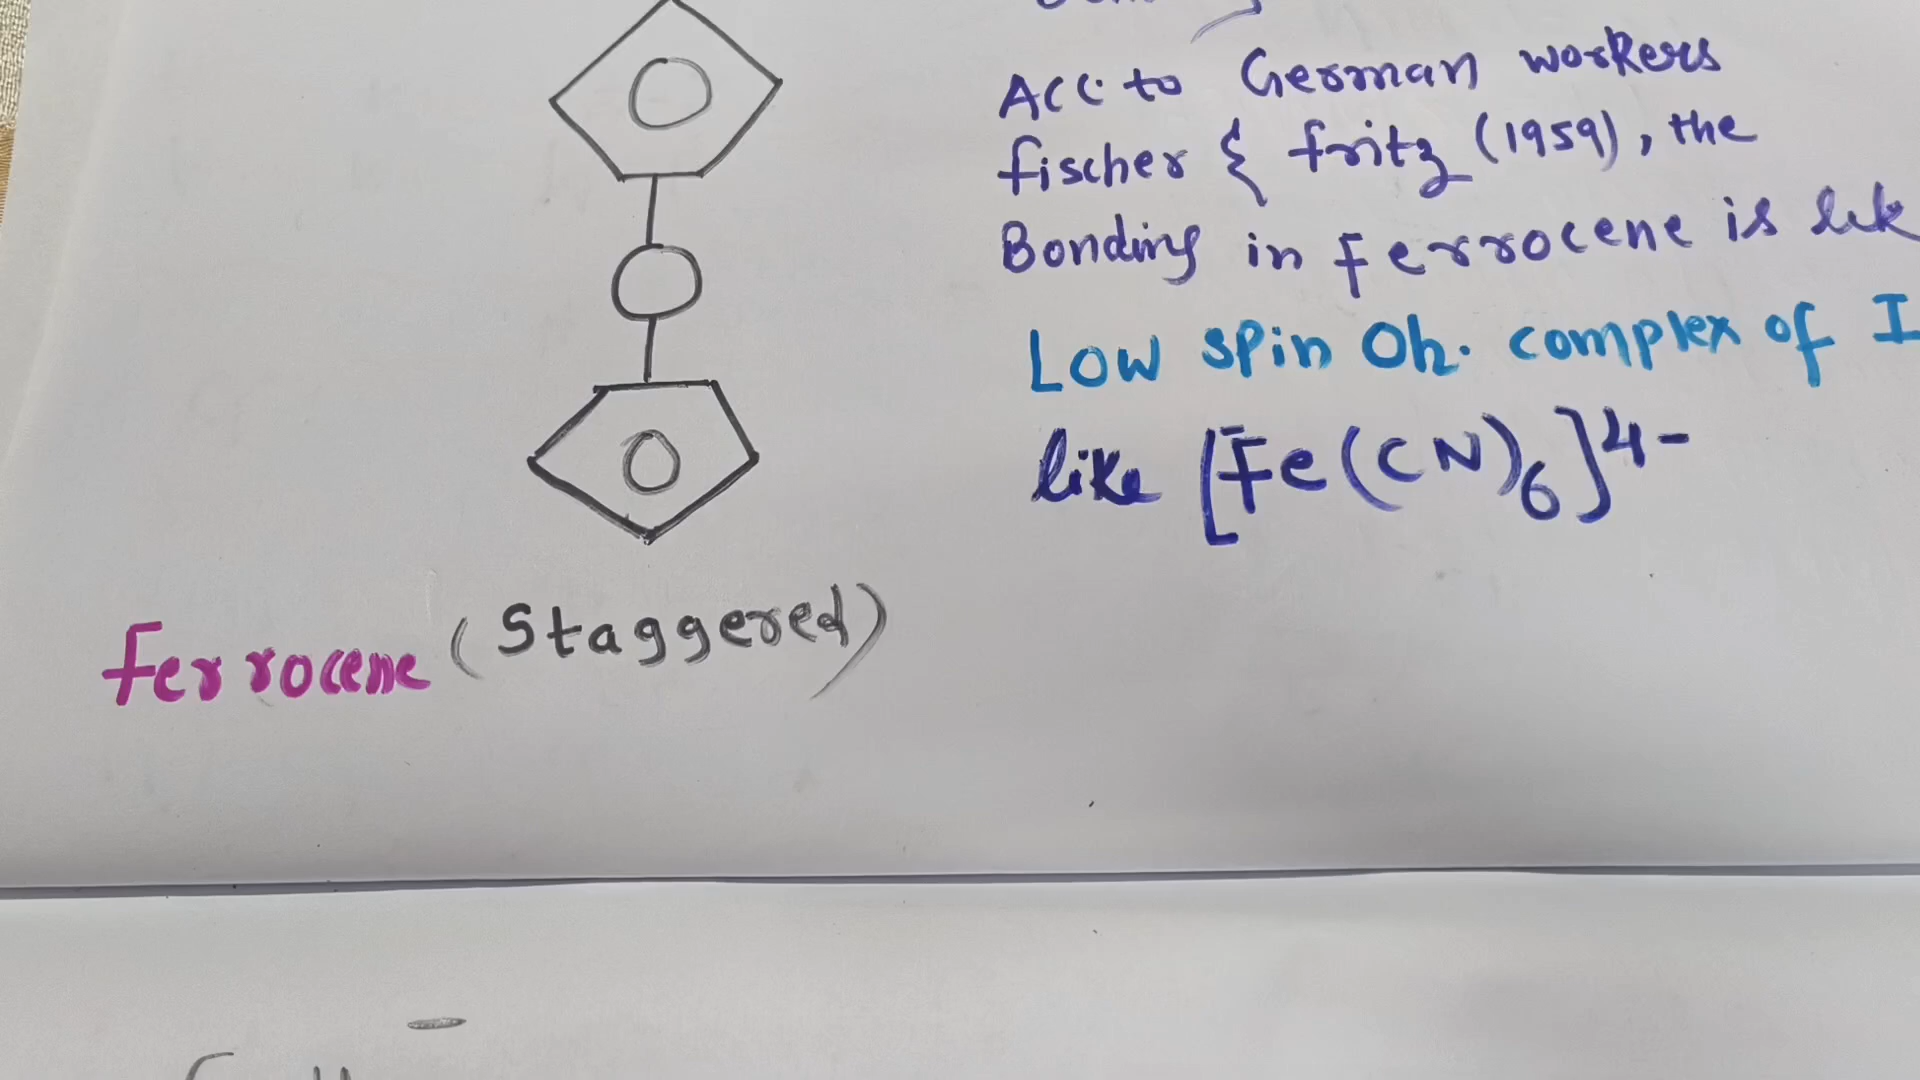 Acc. to German workers
Fischer & Fritz (1959), the
Bonding in Ferrocene is
Low spin Oh. complex of
like [Fe(CN)6]4-
Ferrocene (Staggered)